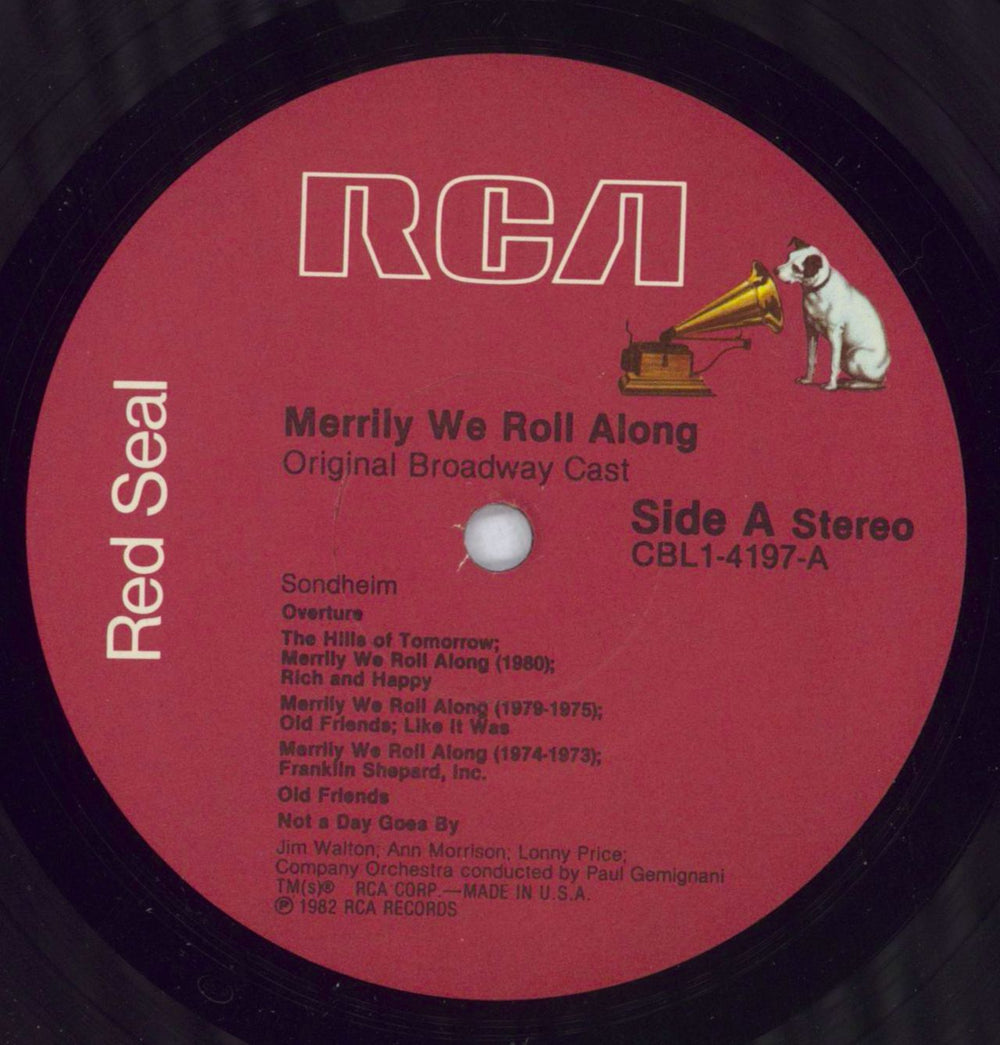 RCA
Red Seal
Merrily We Roll Along
Original Broadway Cast
Side A Stereo
CBL1-4197-A
Sondheim
Overture
The Hills of Tomorrow;
Merrily We Roll Along (1980);
Rich and Happy
Merrily We Roll Along (1979-1975);
Old Friends; Like It Was
Merrily We Roll Along (1974-1973);
Franklin Shepard, Inc.
Old Friends
Not a Day Goes By
Jim Walton; Ann Morrison; Lonny Price;
Company Orchestra conducted by Paul Gemignani
TM(s)® RCA CORP.—MADE IN U.S.A.
℗ 1982 RCA RECORDS